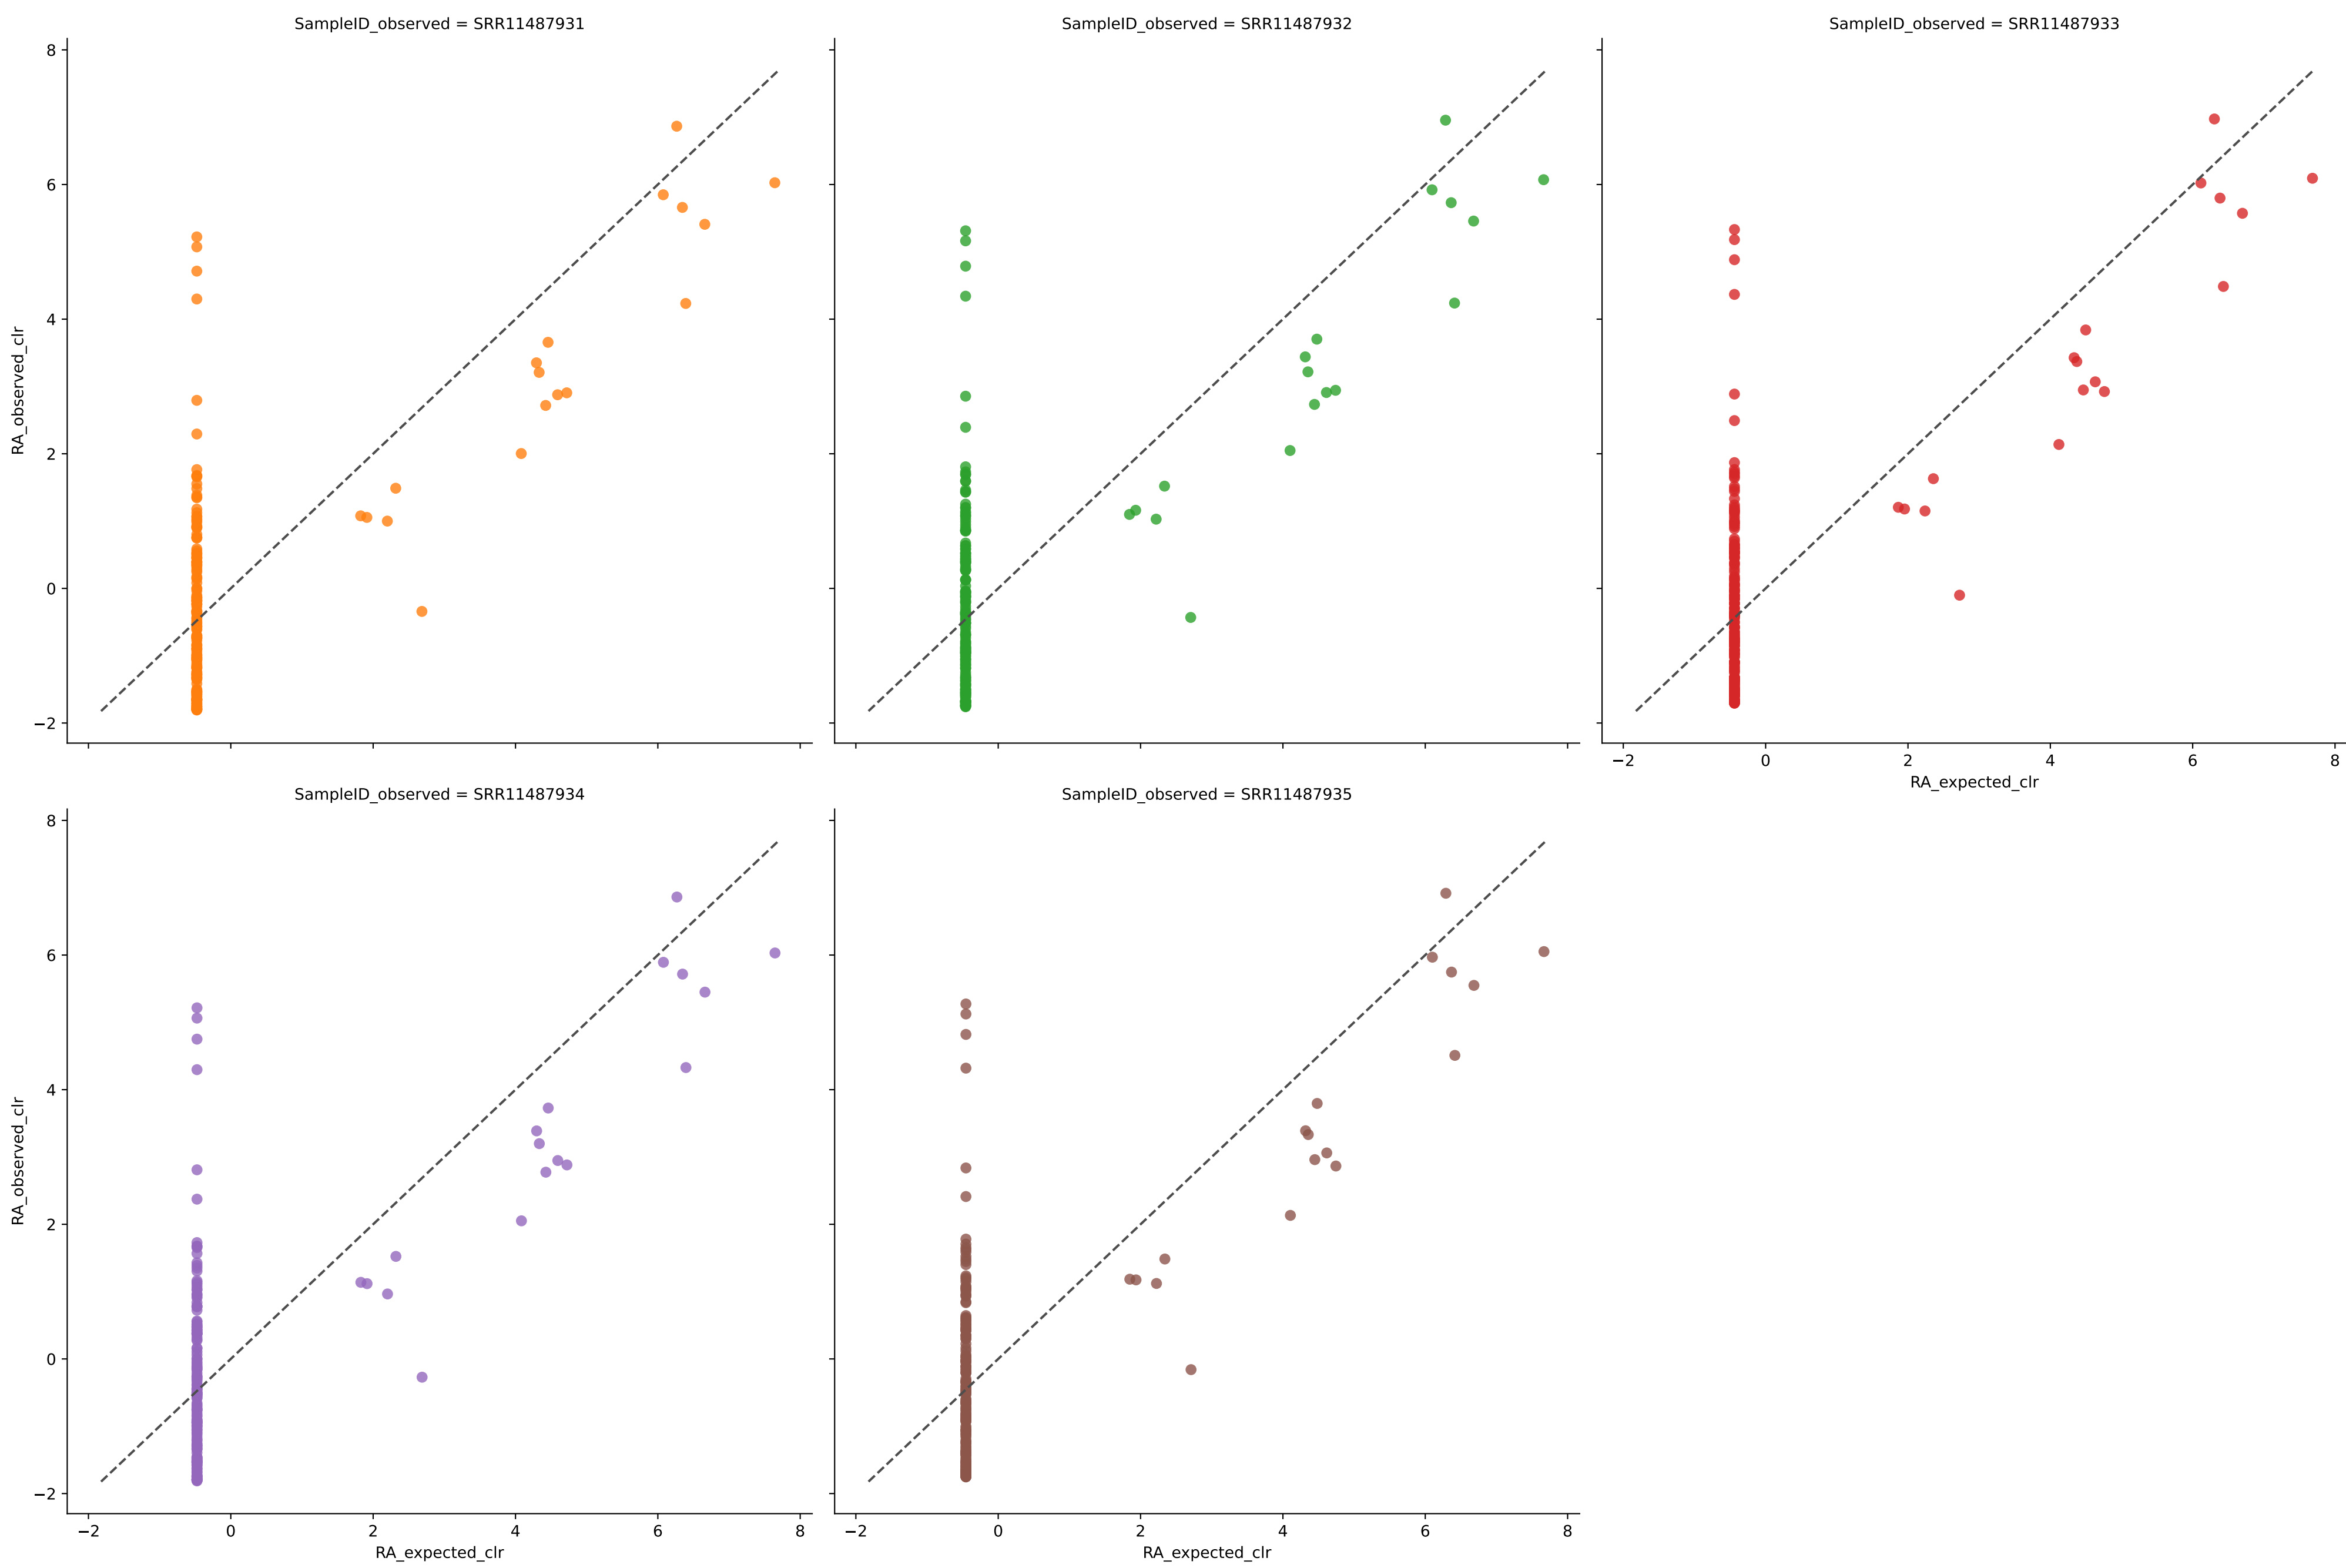 SampleID_observed = SRR11487931
SampleID_observed = SRR11487932
SampleID_observed = SRR11487933
8
6
4
2
0
−2
RA_observed_clr
−2 0 2 4 6 8
RA_expected_clr
SampleID_observed = SRR11487934
SampleID_observed = SRR11487935
8
6
4
2
0
−2
RA_observed_clr
−2 0 2 4 6 8
−2 0 2 4 6 8
RA_expected_clr
RA_expected_clr